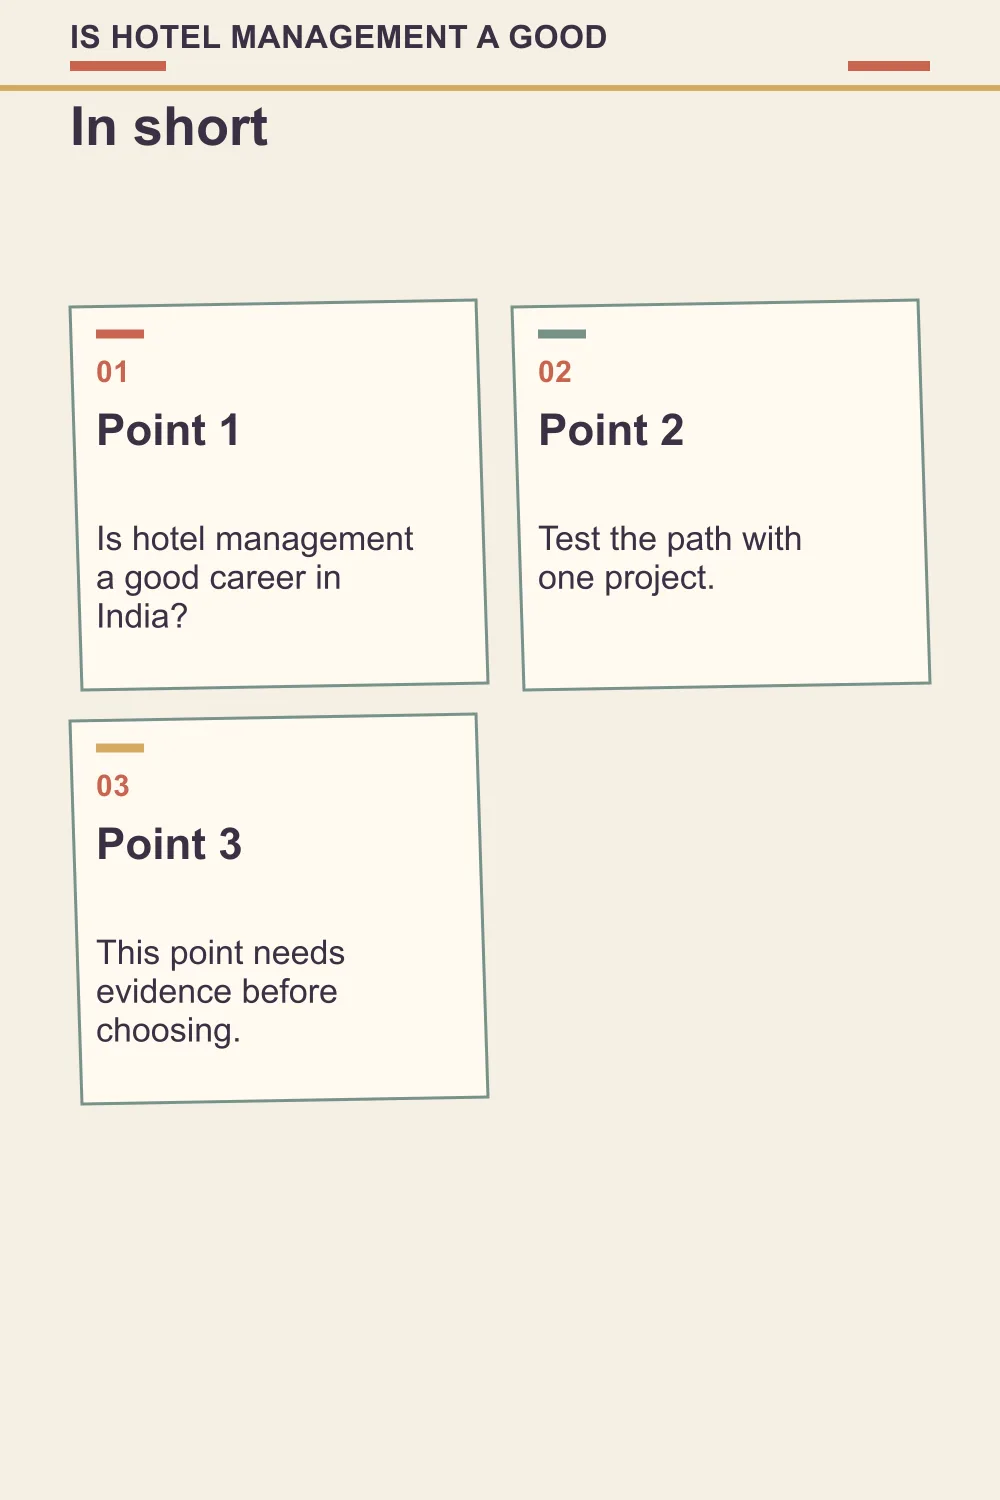 IS HOTEL MANAGEMENT A GOOD
In short
01
Point 1
Is hotel management
a good career in
India?
02
Point 2
Test the path with
one project.
03
Point 3
This point needs
evidence before
choosing.